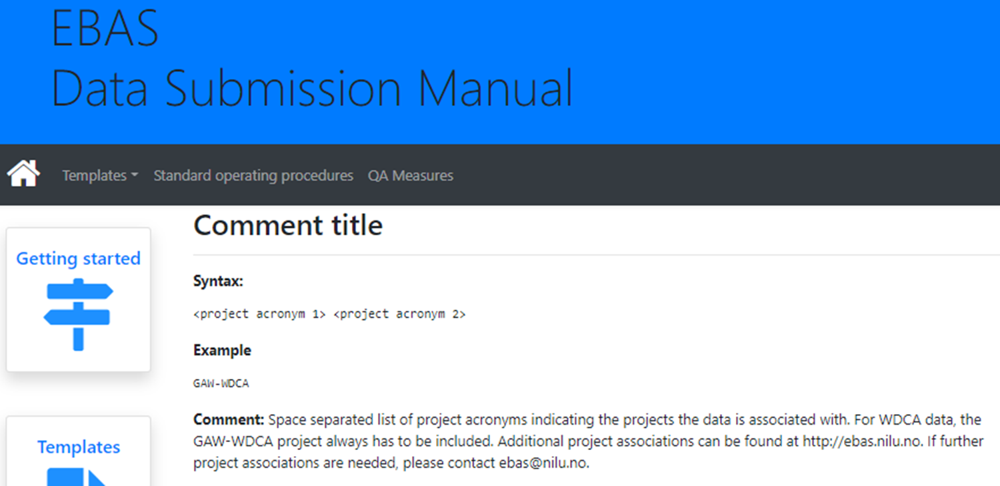 EBAS
Data Submission Manual
Templates
Standard operating procedures
QA Measures
Getting started
Templates
Comment title
Syntax:
<project acronym 1> <project acronym 2>
Example
GAW-WDCA
Comment: Space separated list of project acronyms indicating the projects the data is associated with. For WDCA data, the
GAW-WDCA project always has to be included. Additional project associations can be found at http://ebas.nilu.no. If further
project associations are needed, please contact ebas@nilu.no.